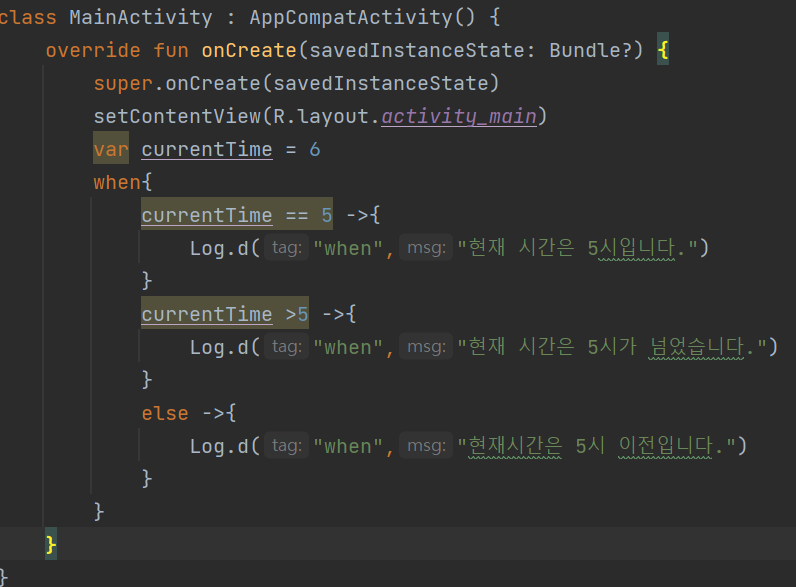 class MainActivity : AppCompatActivity() {
override fun onCreate(savedInstanceState: Bundle?) {
super.onCreate(savedInstanceState)
setContentView(R.layout.activity_main)
var currentTime = 6
when{
currentTime == 5 ->{
Log.d( tag: "when", msg: "현재 시간은 5시입니다.")
}
currentTime >5 ->{
Log.d( tag: "when", msg: "현재 시간은 5시가 넘었습니다.")
}
else ->{
Log.d( tag: "when", msg: "현재시간은 5시 이전입니다.")
}
}
}
}